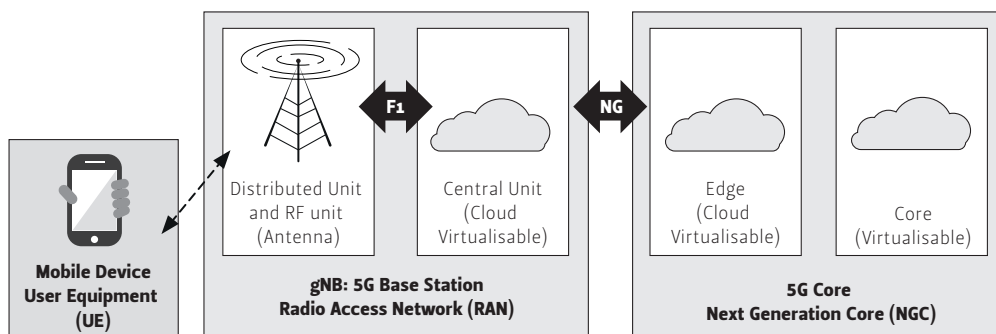 F1
NG
Distributed Unit
and RF unit
(Antenna)
Central Unit
(Cloud
Virtualisable)
Edge
(Cloud
Virtualisable)
Core
(Virtualisable)
Mobile Device
User Equipment
(UE)
gNB: 5G Base Station
Radio Access Network (RAN)
5G Core
Next Generation Core (NGC)